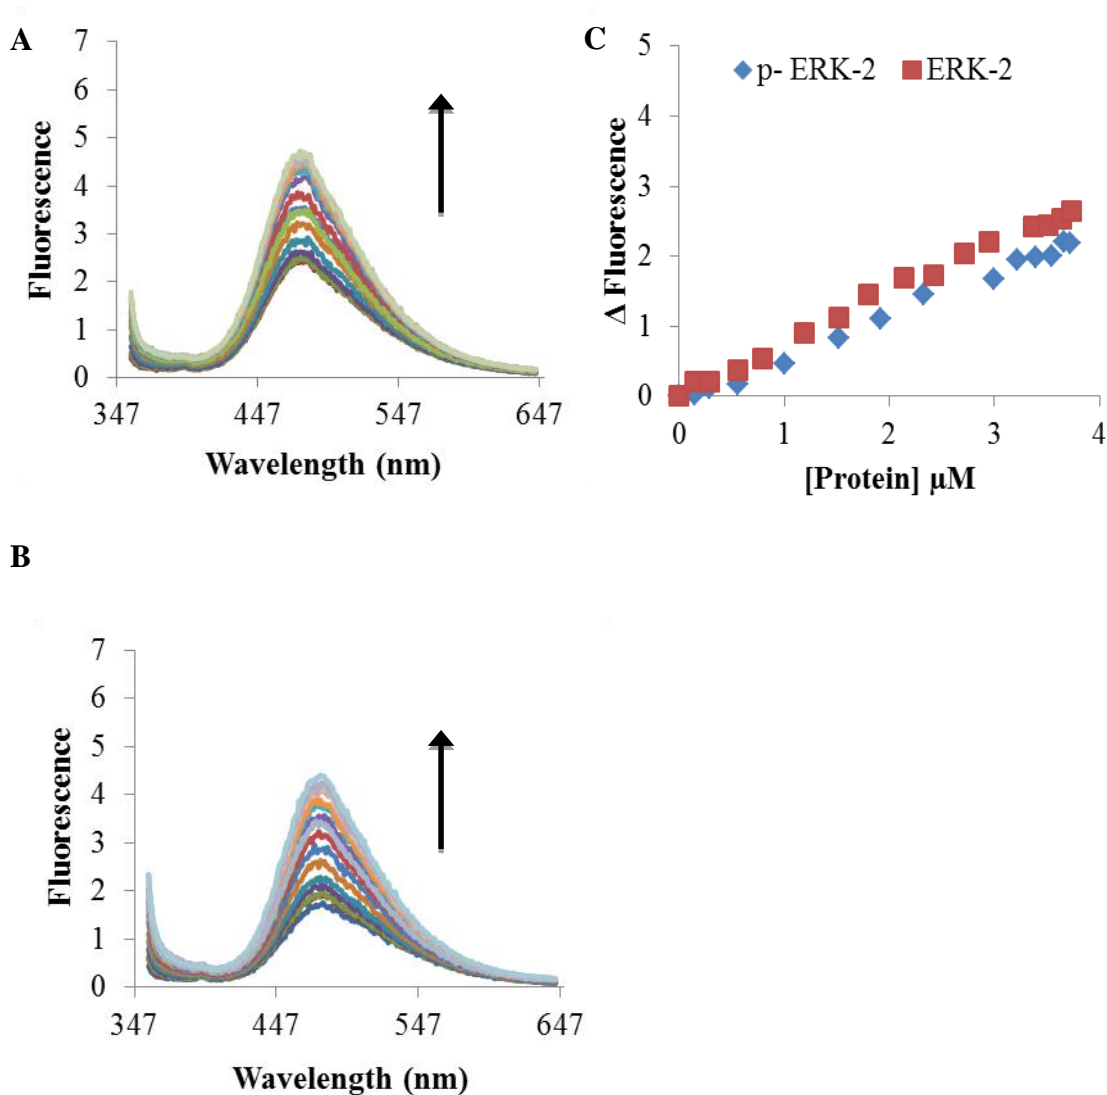 A
7
6
5
4
3
2
1
0
347 447 547 647
Fluorescence
Wavelength (nm)
C
5
4
3
2
1
0
0 1 2 3 4
p- ERK-2 ERK-2
Δ Fluorescence
[Protein] μM
B
7
6
5
4
3
2
1
0
347 447 547 647
Fluorescence
Wavelength (nm)